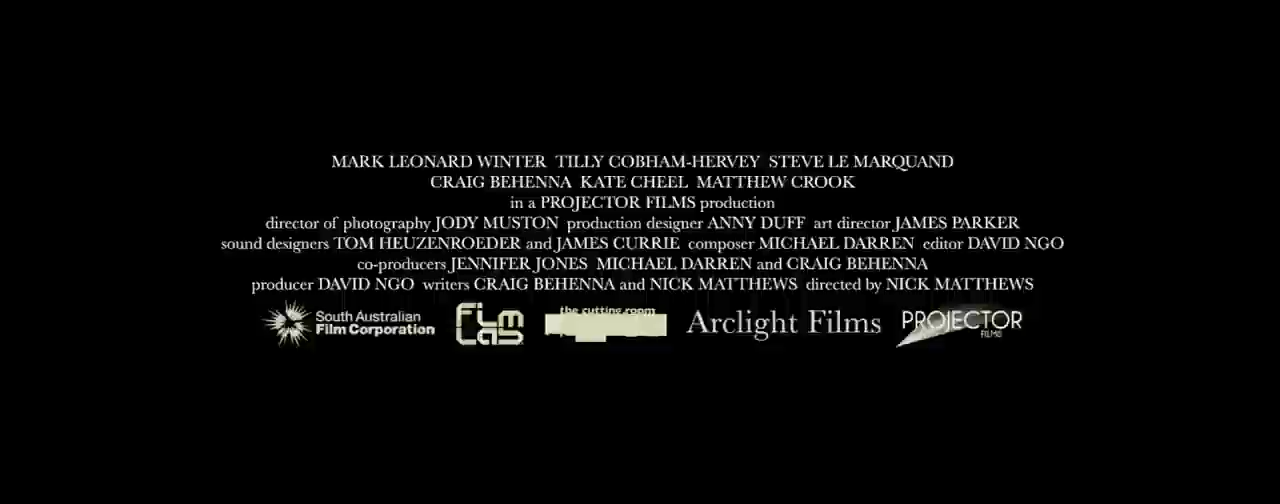 MARK LEONARD WINTER TILLY COBHAM-HERVEY STEVE LE MARQUAND
CRAIG BEHENNA KATE CHEEL MATTHEW CROOK
in a PROJECTOR FILMS production
director of photography JODY MUSTON production designer ANNY DUFF art director JAMES PARKER
sound designers TOM HEUZENROEDER and JAMES CURRIE composer MICHAEL DARREN editor DAVID NGO
co-producers JENNIFER JONES MICHAEL DARREN and CRAIG BEHENNA
producer DAVID NGO writers CRAIG BEHENNA and NICK MATTHEWS directed by NICK MATTHEWS
South Australian
Film Corporation
FiLm
LaB
the cutting room
Arclight Films
PROJECTOR
FILMS